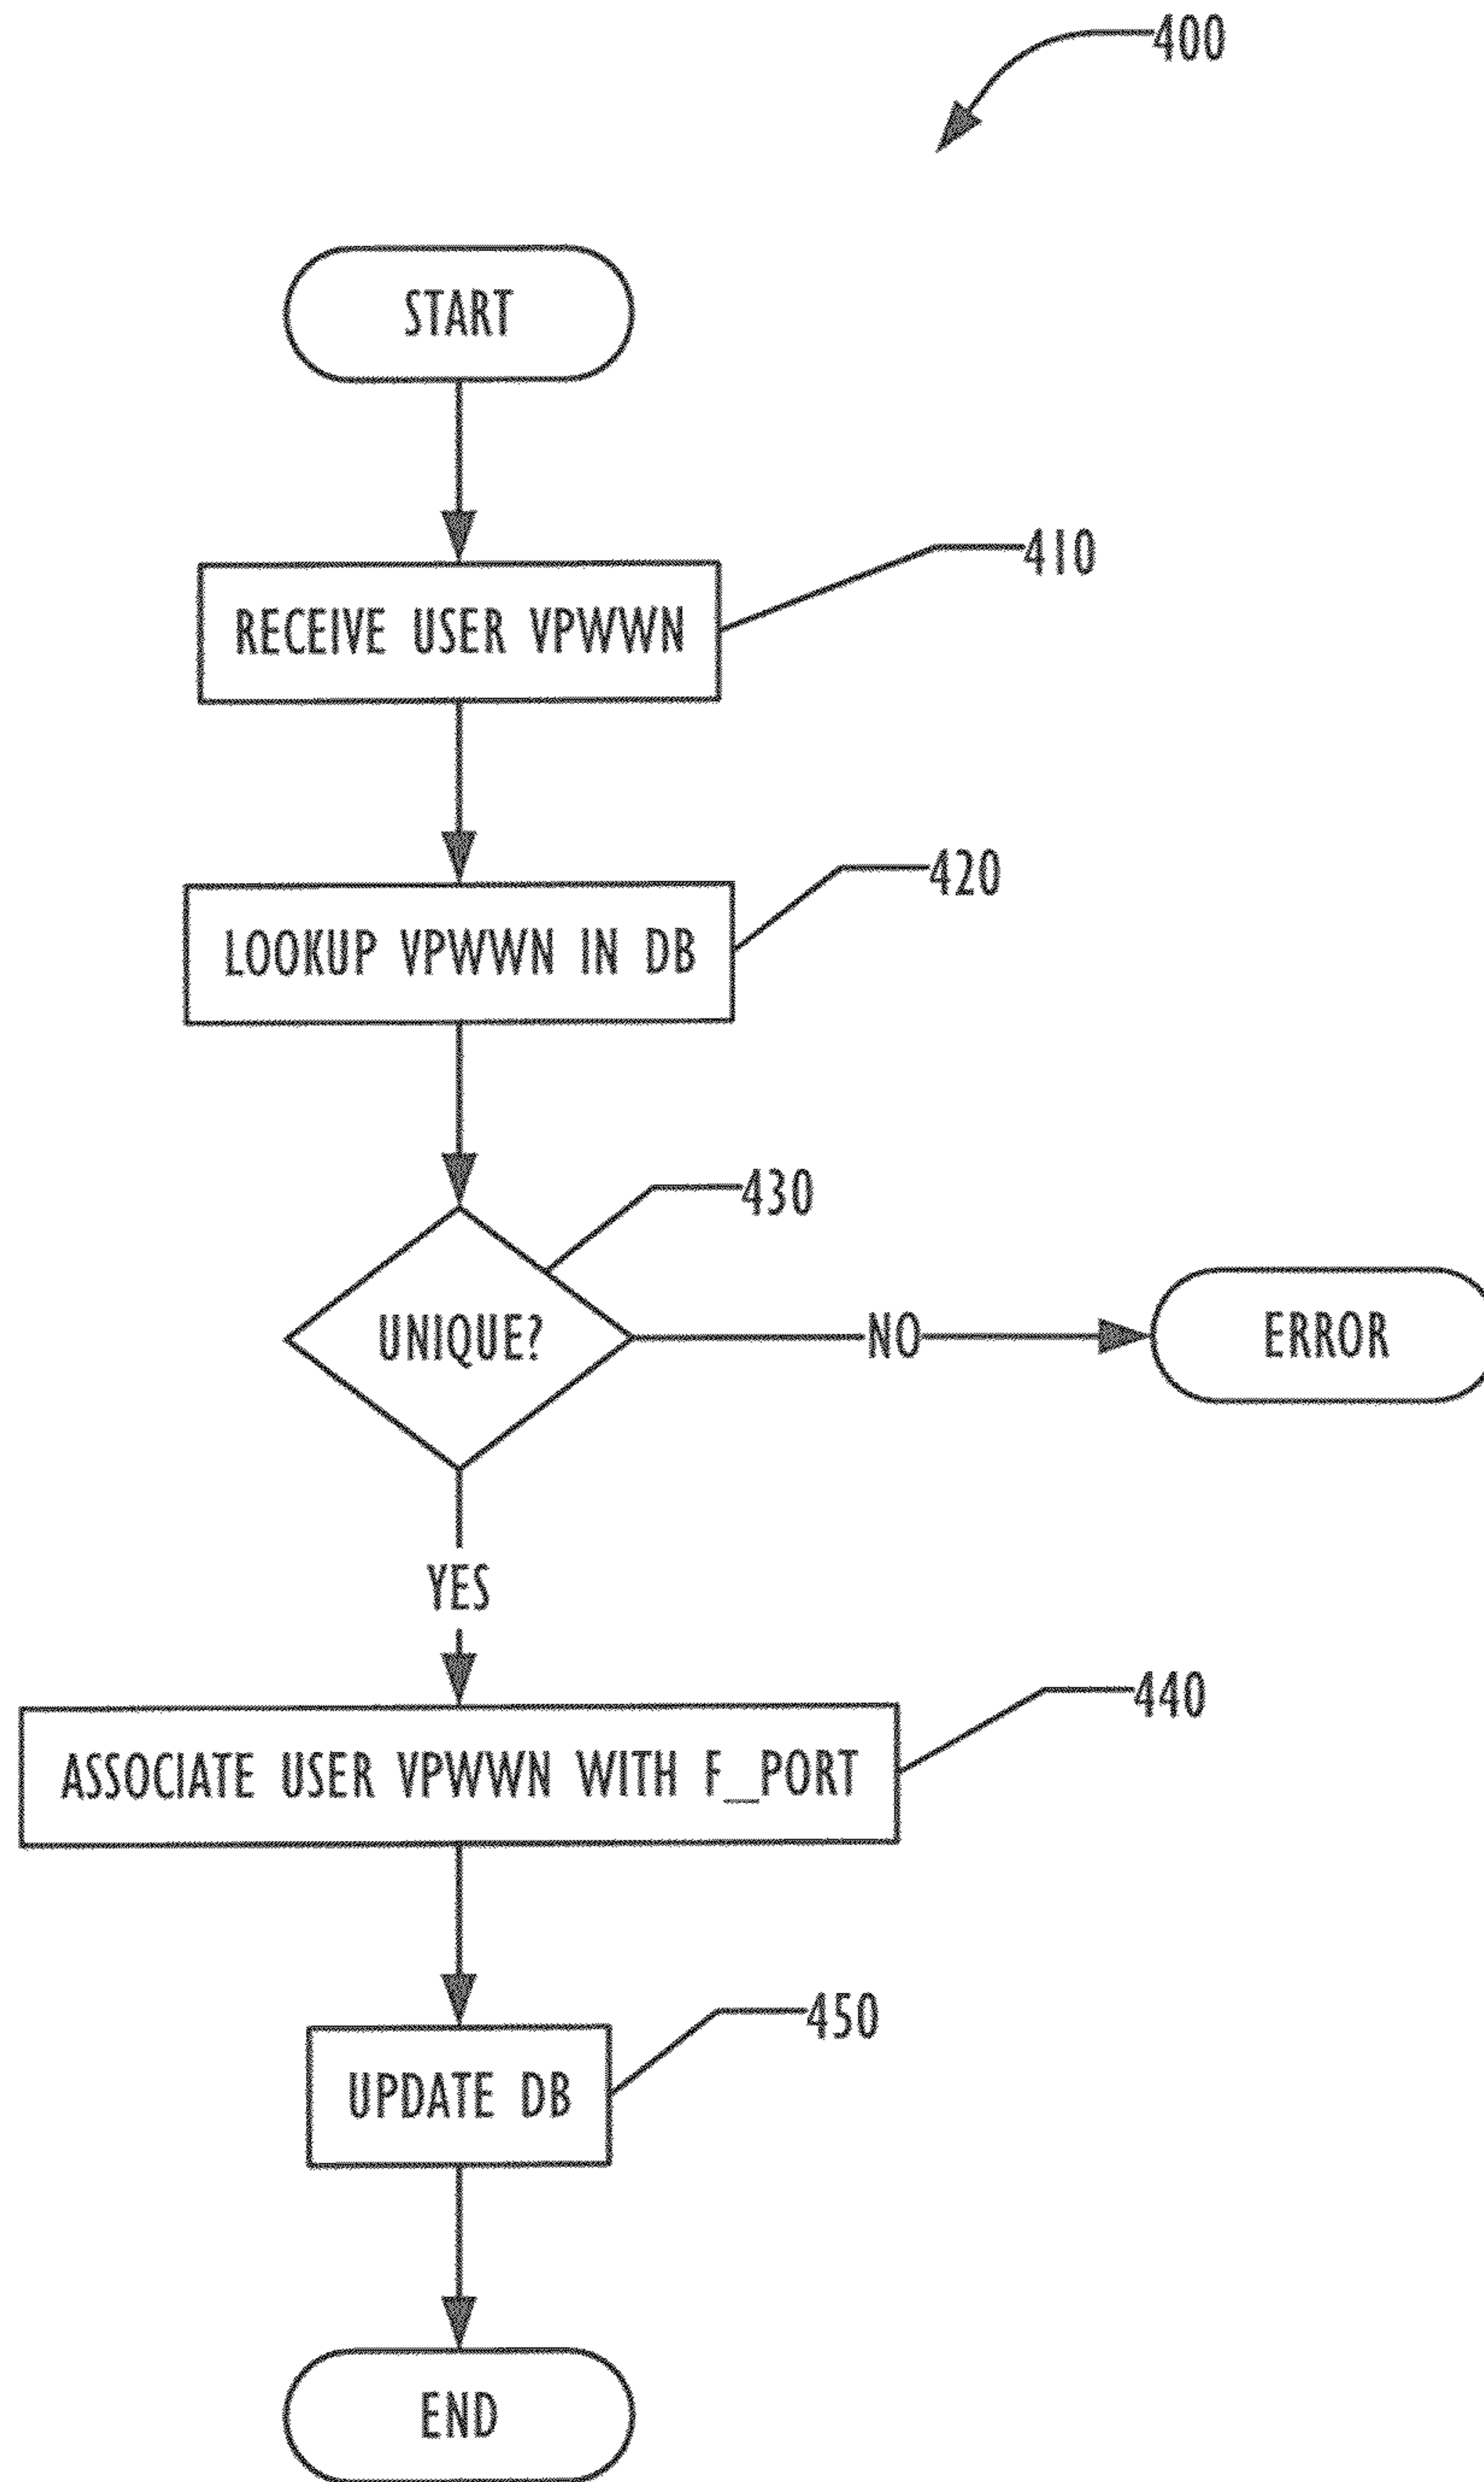 400
START
410
RECEIVE USER VPWWN
420
LOOKUP VPWWN IN DB
430
UNIQUE?
NO
ERROR
YES
440
ASSOCIATE USER VPWWN WITH F_PORT
450
UPDATE DB
END